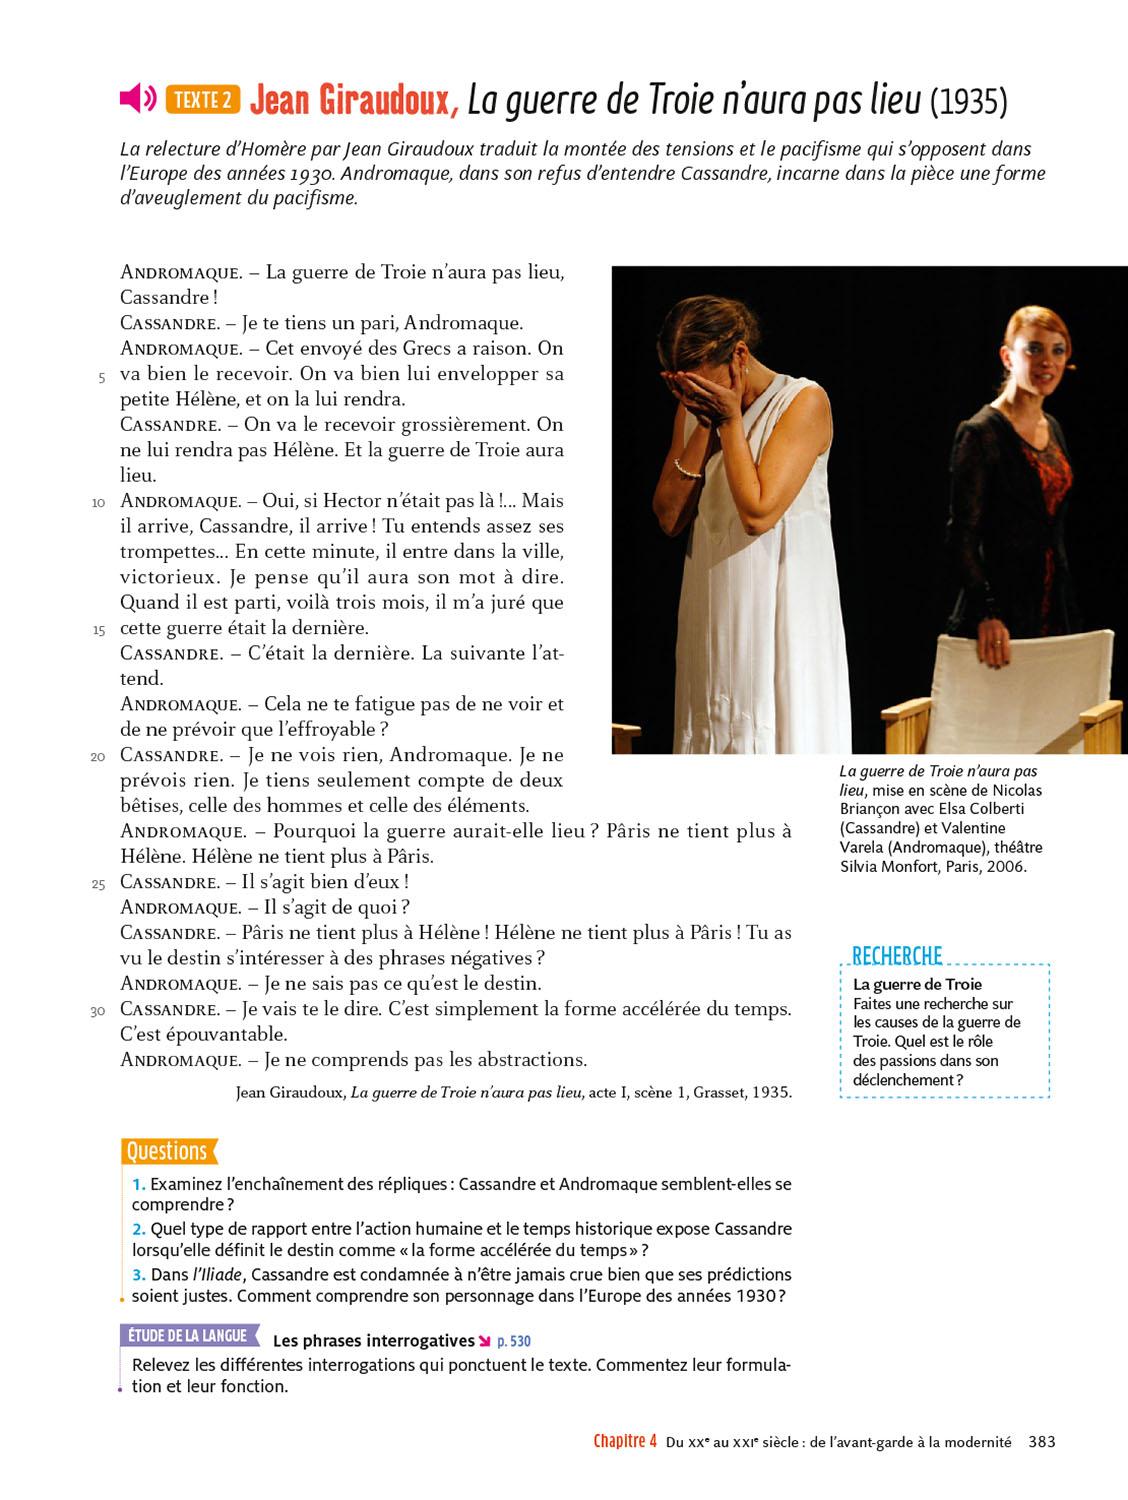 TEXTE 2 Jean Giraudoux, La guerre de Troie n'aura pas lieu (1935)
La relecture d'Homère par Jean Giraudoux traduit la montée des tensions et le pacifisme qui s'opposent dans
l'Europe des années 1930. Andromaque, dans son refus d'entendre Cassandre, incarne dans la pièce une forme
d'aveuglement du pacifisme.
ANDROMAQUE. – La guerre de Troie n'aura pas lieu,
Cassandre !
CASSANDRE. – Je te tiens un pari, Andromaque.
ANDROMAQUE. – Cet envoyé des Grecs a raison. On
5 va bien le recevoir. On va bien lui envelopper sa
petite Hélène, et on la lui rendra.
CASSANDRE. – On va le recevoir grossièrement. On
ne lui rendra pas Hélène. Et la guerre de Troie aura
lieu.
10 ANDROMAQUE. – Oui, si Hector n'était pas là !... Mais
il arrive, Cassandre, il arrive ! Tu entends assez ses
trompettes... En cette minute, il entre dans la ville,
victorieux. Je pense qu'il aura son mot à dire.
Quand il est parti, voilà trois mois, il m'a juré que
15 cette guerre était la dernière.
CASSANDRE. – C'était la dernière. La suivante l'at-
tend.
ANDROMAQUE. – Cela ne te fatigue pas de ne voir et
de ne prévoir que l'effroyable ?
20 CASSANDRE. – Je ne vois rien, Andromaque. Je ne
prévois rien. Je tiens seulement compte de deux
bêtises, celle des hommes et celle des éléments.
ANDROMAQUE. – Pourquoi la guerre aurait-elle lieu ? Pâris ne tient plus à
Hélène. Hélène ne tient plus à Pâris.
25 CASSANDRE. – Il s'agit bien d'eux !
ANDROMAQUE. – Il s'agit de quoi ?
CASSANDRE. – Pâris ne tient plus à Hélène ! Hélène ne tient plus à Pâris ! Tu as
vu le destin s'intéresser à des phrases négatives ?
ANDROMAQUE. – Je ne sais pas ce qu'est le destin.
30 CASSANDRE. – Je vais te le dire. C'est simplement la forme accélérée du temps.
C'est épouvantable.
ANDROMAQUE. – Je ne comprends pas les abstractions.
Jean Giraudoux, La guerre de Troie n'aura pas lieu, acte I, scène 1, Grasset, 1935.
La guerre de Troie n'aura pas
lieu, mise en scène de Nicolas
Briançon avec Elsa Colberti
(Cassandre) et Valentine
Varela (Andromaque), théâtre
Silvia Monfort, Paris, 2006.
RECHERCHE
La guerre de Troie
Faites une recherche sur
les causes de la guerre de
Troie. Quel est le rôle
des passions dans son
déclenchement ?
Questions
1. Examinez l'enchaînement des répliques : Cassandre et Andromaque semblent-elles se
comprendre ?
2. Quel type de rapport entre l'action humaine et le temps historique expose Cassandre
lorsqu'elle définit le destin comme « la forme accélérée du temps » ?
3. Dans l'Iliade, Cassandre est condamnée à n'être jamais crue bien que ses prédictions
soient justes. Comment comprendre son personnage dans l'Europe des années 1930 ?
ÉTUDE DE LA LANGUE Les phrases interrogatives p. 530
Relevez les différentes interrogations qui ponctuent le texte. Commentez leur formula-
tion et leur fonction.
Chapitre 4 Du XXe au XXIe siècle : de l'avant-garde à la modernité 383